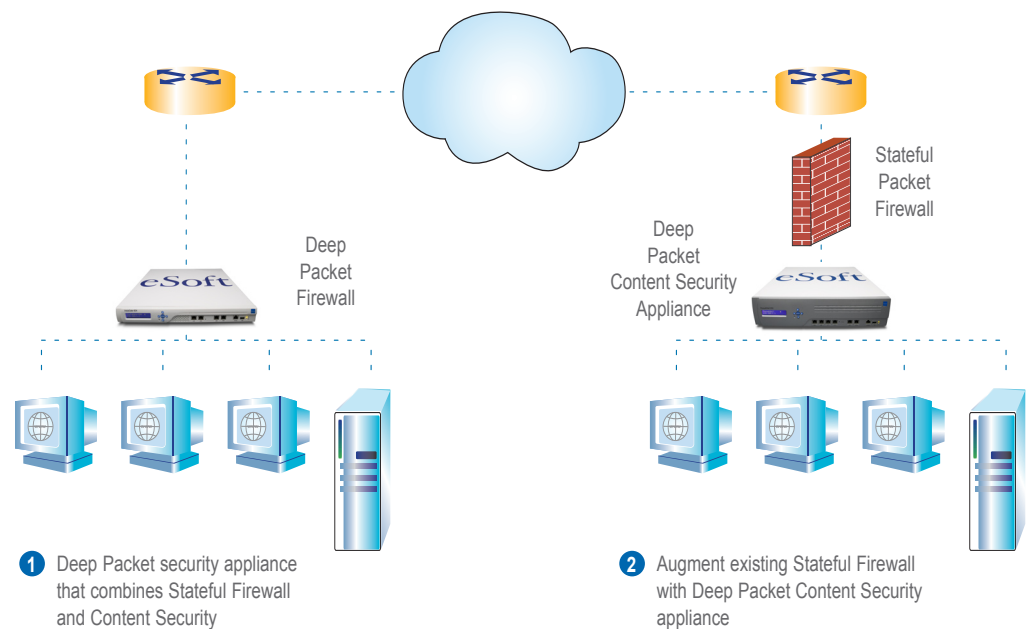 Stateful
Packet
Firewall
Deep
Packet
Firewall
Deep
Packet
Content Security
Appliance
eSoft
eSoft
1 Deep Packet security appliance
that combines Stateful Firewall
and Content Security
2 Augment existing Stateful Firewall
with Deep Packet Content Security
appliance